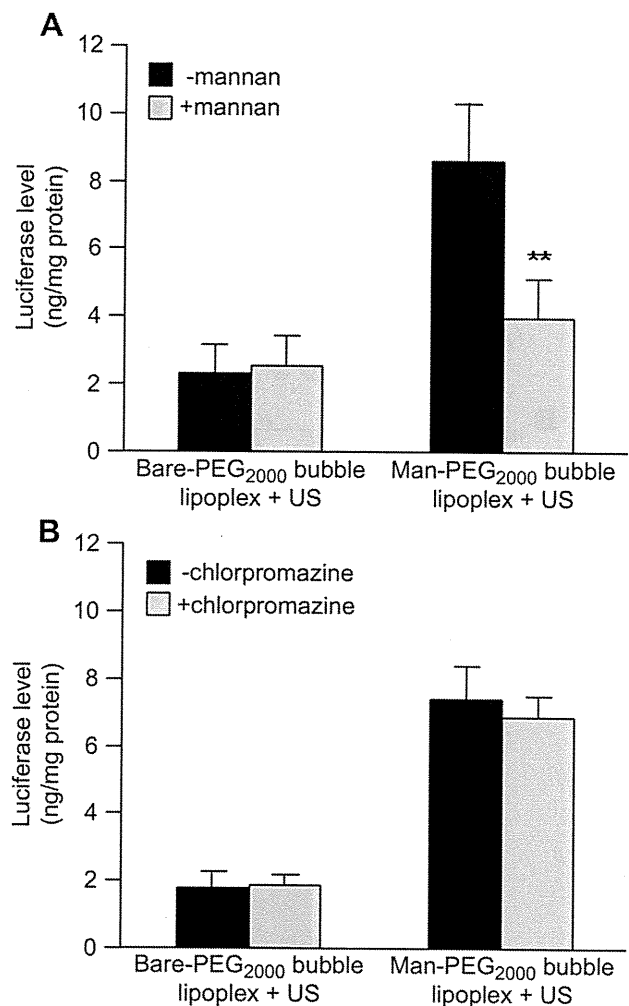 A
-mannan
+mannan
Luciferase level
(ng/mg protein)
12
10
8
6
4
2
0
**
Bare-PEG2000 bubble
lipoplex + US
Man-PEG2000 bubble
lipoplex + US
B
-chlorpromazine
+chlorpromazine
Luciferase level
(ng/mg protein)
12
10
8
6
4
2
0
Bare-PEG2000 bubble
lipoplex + US
Man-PEG2000 bubble
lipoplex + US